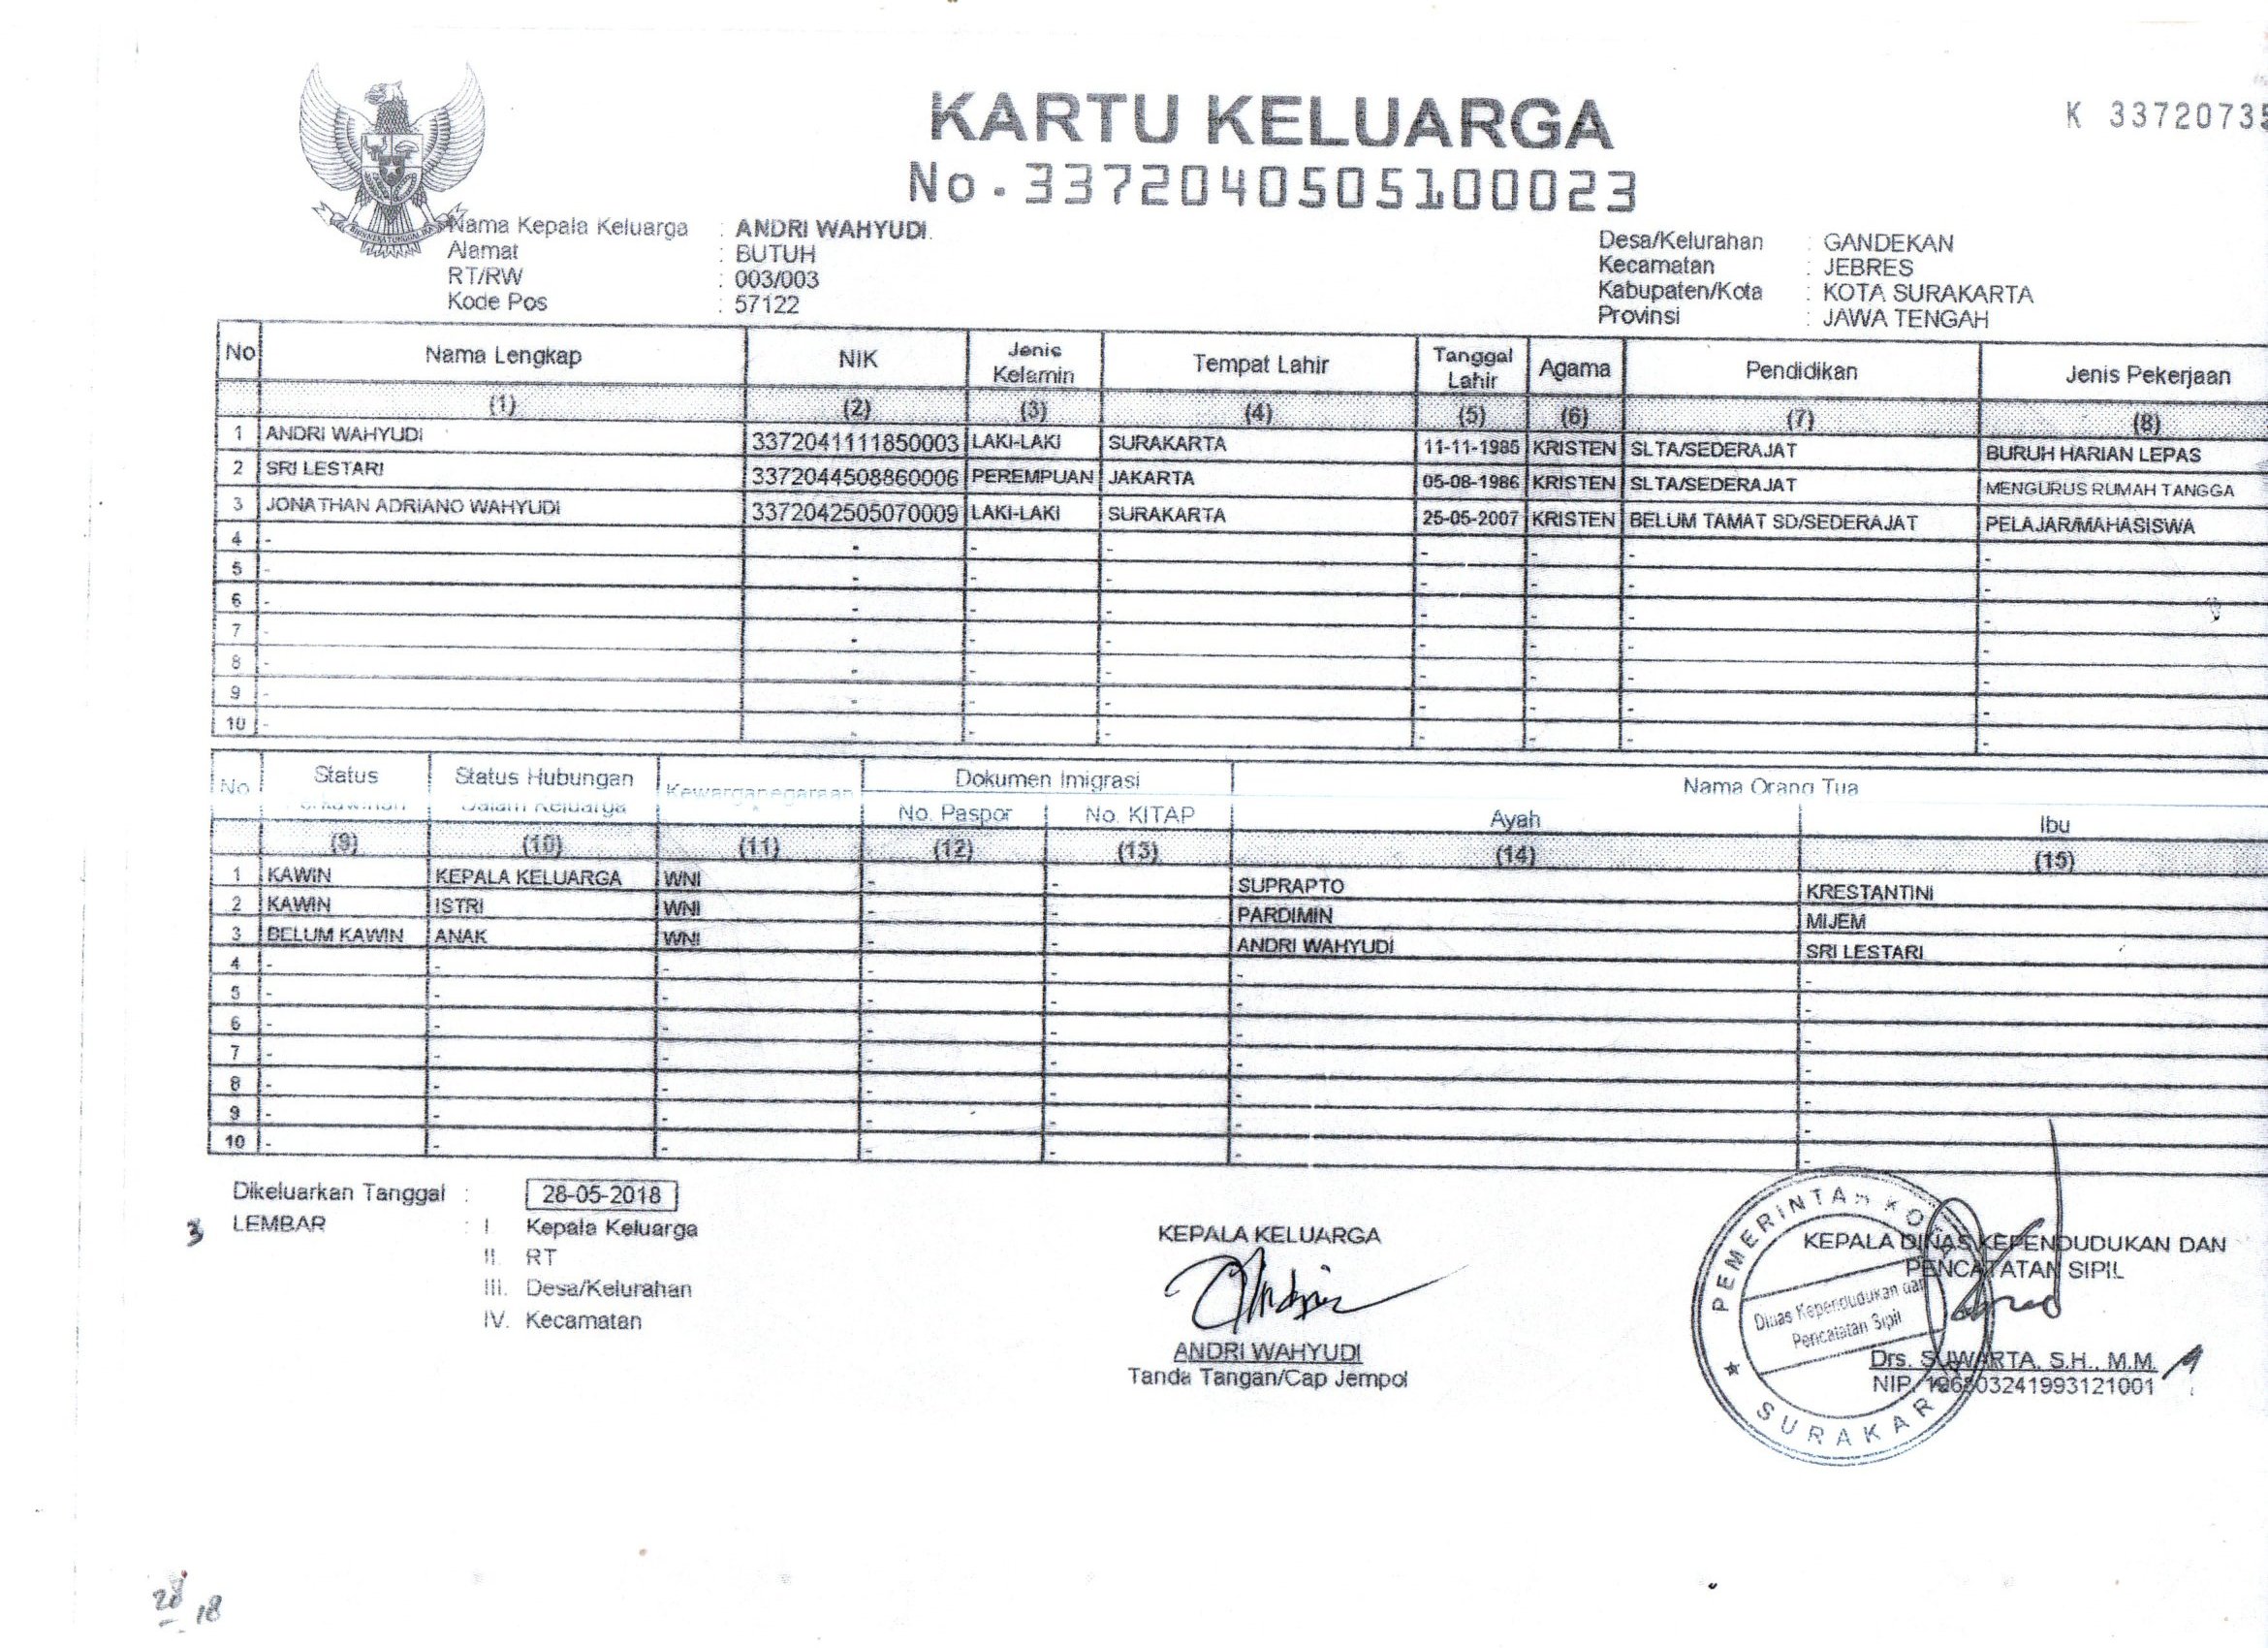 KARTU KELUARGA
K 3372073
No. 3372040505100023
Nama Kepala Keluarga : ANDRI WAHYUDI
Alamat : BUTUH
RT/RW : 003/003
Kode Pos : 57122
Desa/Kelurahan : GANDEKAN
Kecamatan : JEBRES
Kabupaten/Kota : KOTA SURAKARTA
Provinsi : JAWA TENGAH
No Nama Lengkap NIK Jenis Kelamin Tempat Lahir Tanggal Lahir Agama Pendidikan Jenis Pekerjaan
(1) (2) (3) (4) (5) (6) (7) (8)
1 ANDRI WAHYUDI 3372041111850003 LAKI-LAKI SURAKARTA 11-11-1985 KRISTEN SLTA/SEDERAJAT BURUH HARIAN LEPAS
2 SRI LESTARI 3372044508860006 PEREMPUAN JAKARTA 05-08-1986 KRISTEN SLTA/SEDERAJAT MENGURUS RUMAH TANGGA
3 JONATHAN ADRIANO WAHYUDI 3372042505070009 LAKI-LAKI SURAKARTA 25-05-2007 KRISTEN BELUM TAMAT SD/SEDERAJAT PELAJAR/MAHASISWA
4 - - - - - - - -
5 - - - - - - - -
6 - - - - - - - -
7 - - - - - - - -
8 - - - - - - - -
9 - - - - - - - -
10 - - - - - - - -
No Status Perkawinan Status Hubungan Dalam Keluarga Kewarganegaraan Dokumen Imigrasi Nama Orang Tua
No. Paspor No. KITAP Ayah Ibu
(9) (10) (11) (12) (13) (14) (15)
1 KAWIN KEPALA KELUARGA WNI - - SUPRAPTO KRESTANTINI
2 KAWIN ISTRI WNI - - PARDIMIN MIJEM
3 BELUM KAWIN ANAK WNI - - ANDRI WAHYUDI SRI LESTARI
4 - - - - - - -
5 - - - - - - -
6 - - - - - - -
7 - - - - - - -
8 - - - - - - -
9 - - - - - - -
10 - - - - - - -
Dikeluarkan Tanggal : 28-05-2018
3 LEMBAR : I Kepala Keluarga
II. RT
III. Desa/Kelurahan
IV. Kecamatan
KEPALA KELUARGA
ANDRI WAHYUDI
Tanda Tangan/Cap Jempol
KEPALA DINAS KEPENDUDUKAN DAN
PENCATATAN SIPIL
PEMERINTAH KOTA
Dinas Kependudukan dan
Pencatatan Sipil
SURAKARTA
Drs. SUWARTA, S.H., M.M.
NIP. 196503241993121001
28
18